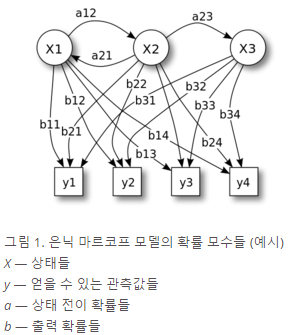 a12
a23
X1
X2
X3
a21
b12
b22
b32
b31
b33
b11
b21
b14
b34
b24
b13
y1
y2
y3
y4
그림 1. 은닉 마르코프 모델의 확률 모수들 (예시)
X — 상태들
y — 얻을 수 있는 관측값들
a — 상태 전이 확률들
b — 출력 확률들